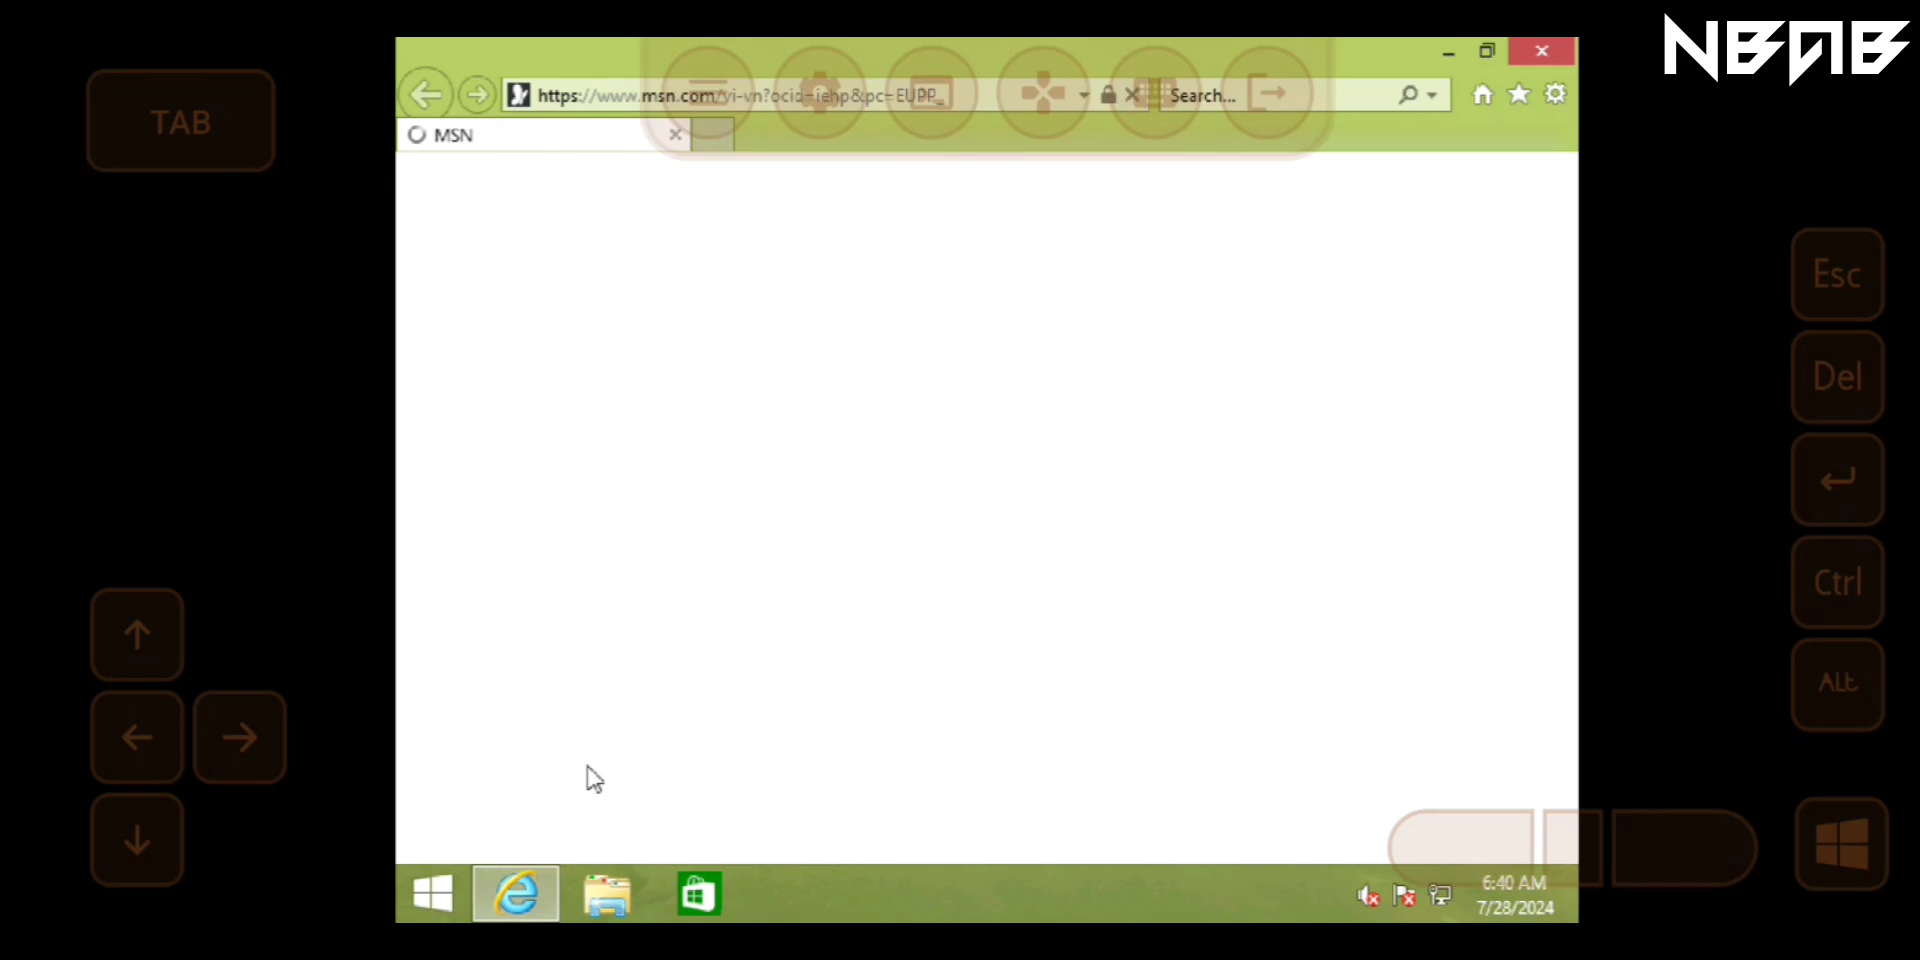 NBAB
TAB
https://www.msn.com/vi-vn?ocid=iehp&pc=EUPP_
Search...
MSN
Esc
Del
Ctrl
ALt
6:40 AM
7/28/2024